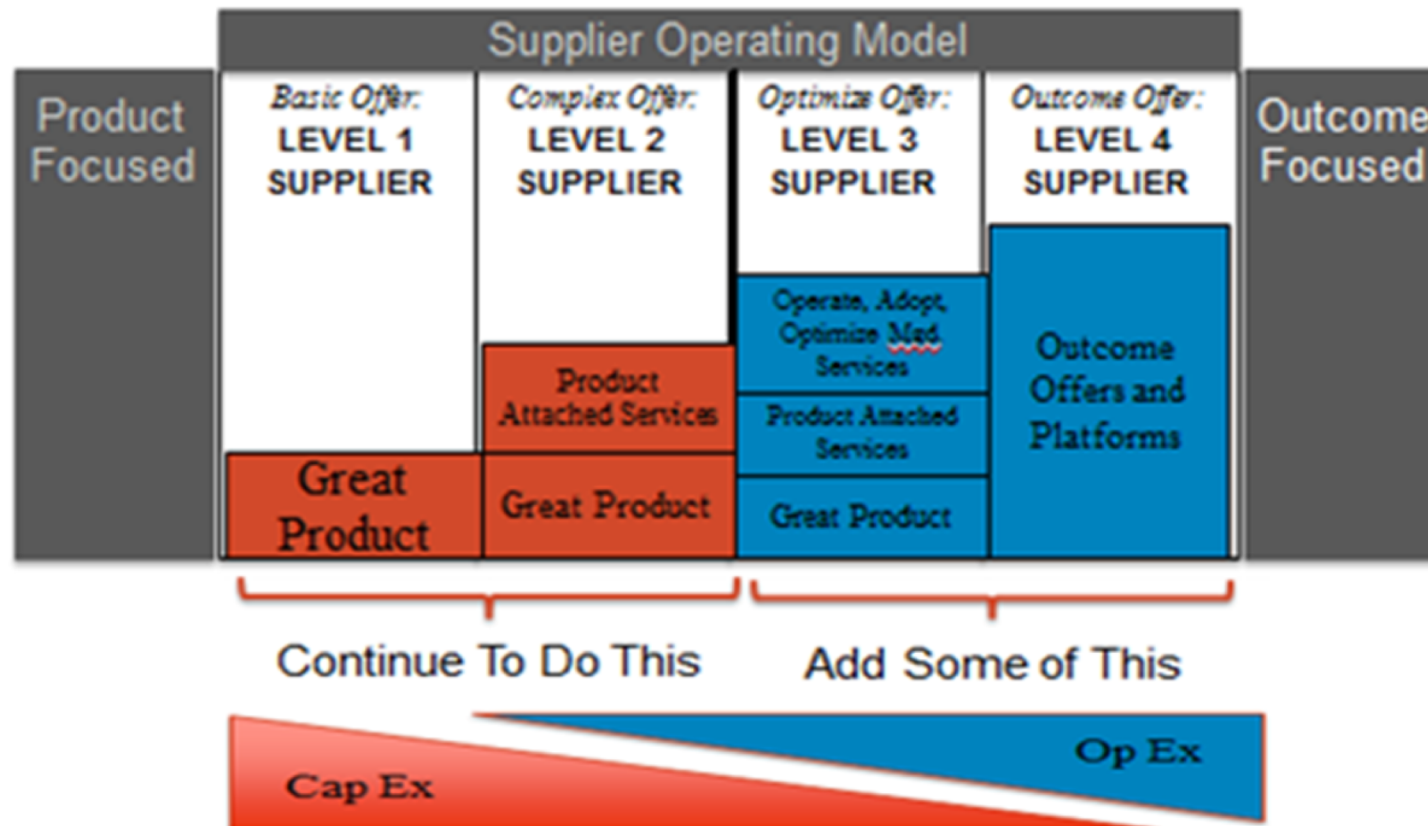 Supplier Operating Model
Product
Focused
Basic Offer:
LEVEL 1
SUPPLIER
Complex Offer:
LEVEL 2
SUPPLIER
Optimize Offer:
LEVEL 3
SUPPLIER
Outcome Offer:
LEVEL 4
SUPPLIER
Outcome
Focused
Great
Product
Product
Attached Services
Great Product
Operate, Adopt,
Optimize Mgd.
Services
Product Attached
Services
Great Product
Outcome
Offers and
Platforms
Continue To Do This
Add Some of This
Cap Ex
Op Ex